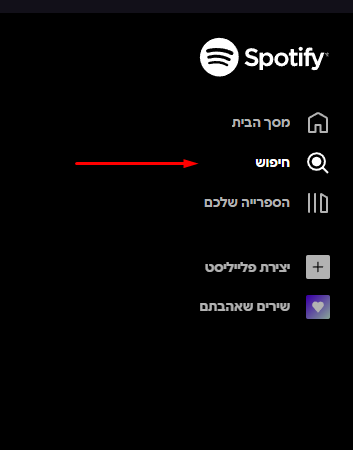 Spotify
מסך הבית
חיפוש
הספרייה שלכם
יצירת פלייליסט
שירים שאהבתם